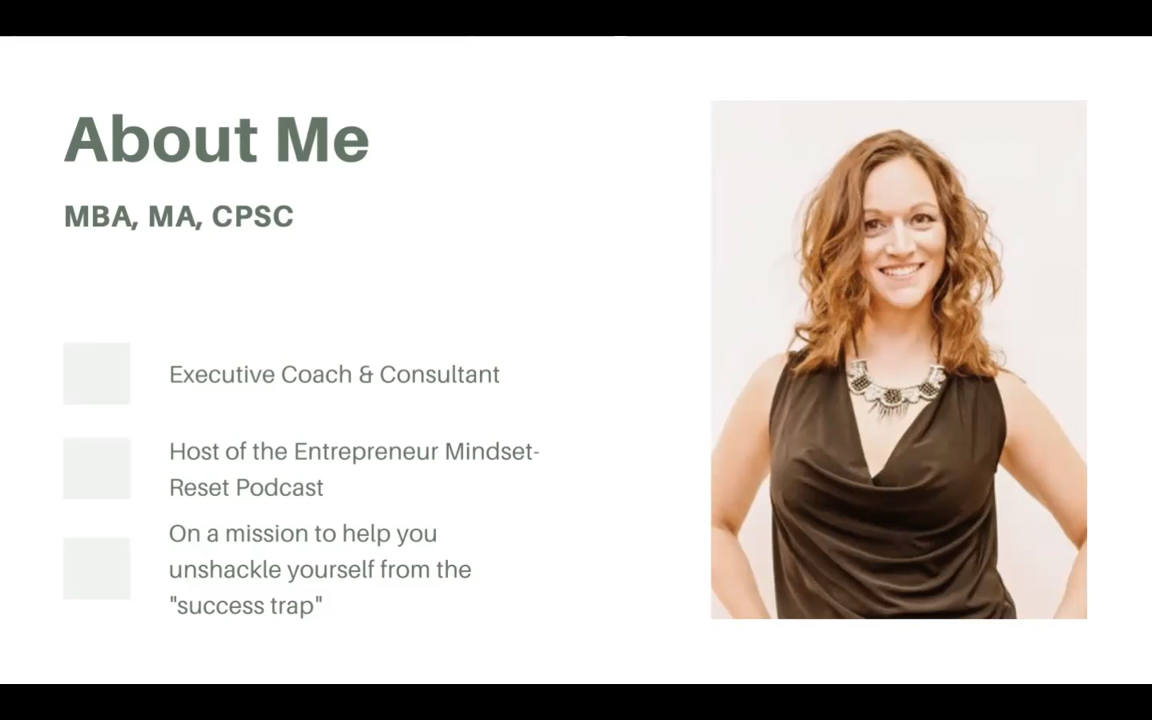 About Me
MBA, MA, CPSC
Executive Coach & Consultant
Host of the Entrepreneur Mindset-
Reset Podcast
On a mission to help you
unshackle yourself from the
"success trap"